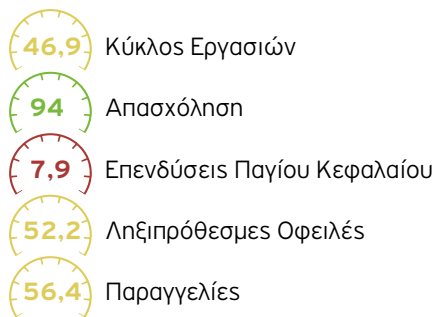 46,9 Κύκλος Εργασιών
94 Απασχόληση
7,9 Επενδύσεις Παγίου Κεφαλαίου
52,2 Ληξιπρόθεσμες Οφειλές
56,4 Παραγγελίες